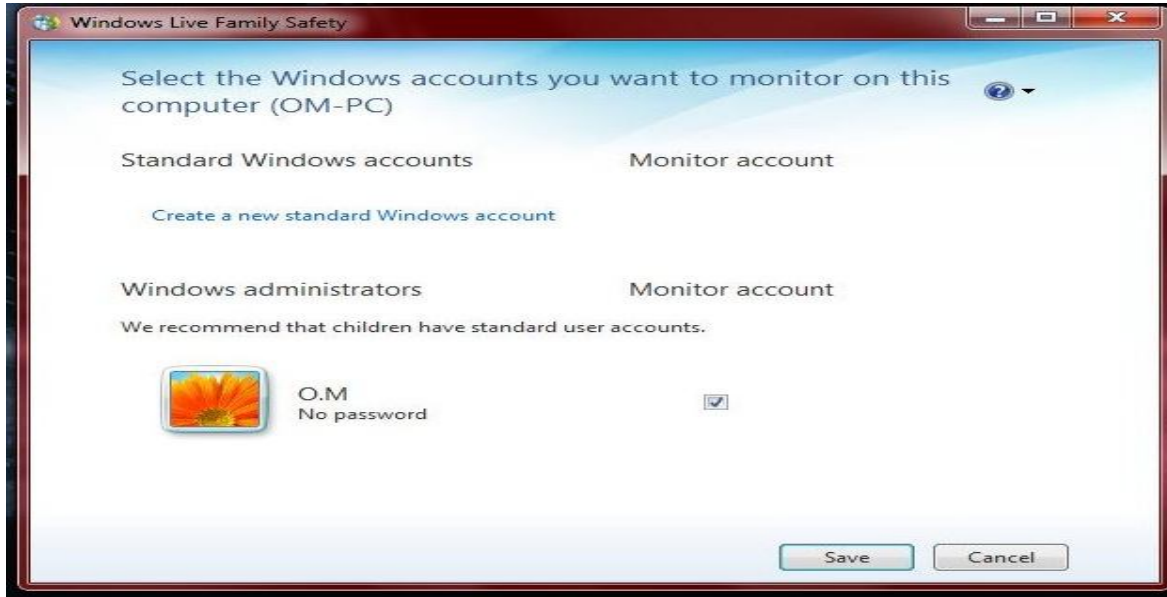 Windows Live Family Safety
Select the Windows accounts you want to monitor on this
computer (OM-PC)
Standard Windows accounts Monitor account
Create a new standard Windows account
Windows administrators Monitor account
We recommend that children have standard user accounts.
O.M
No password
Save Cancel